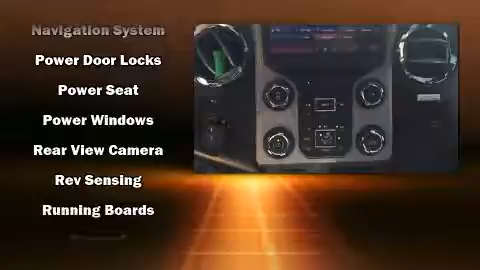 Navigation System
Power Door Locks
Power Seat
Power Windows
Rear View Camera
Rev Sensing
Running Boards